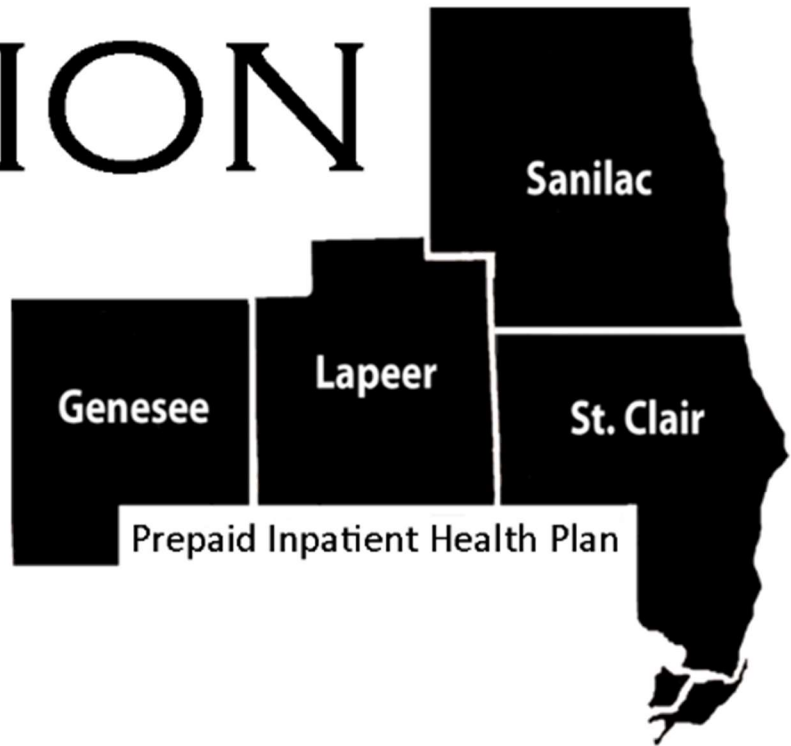 ION
Sanilac
Lapeer
Genesee
St. Clair
Prepaid Inpatient Health Plan